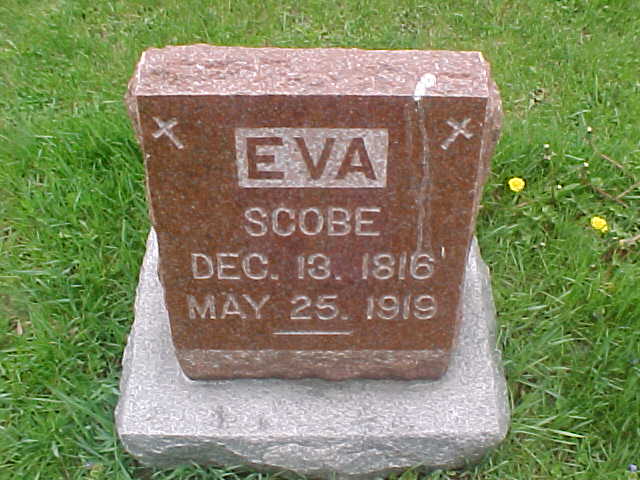 EVA
SCOBE
DEC. 13. 1816
MAY 25. 1919